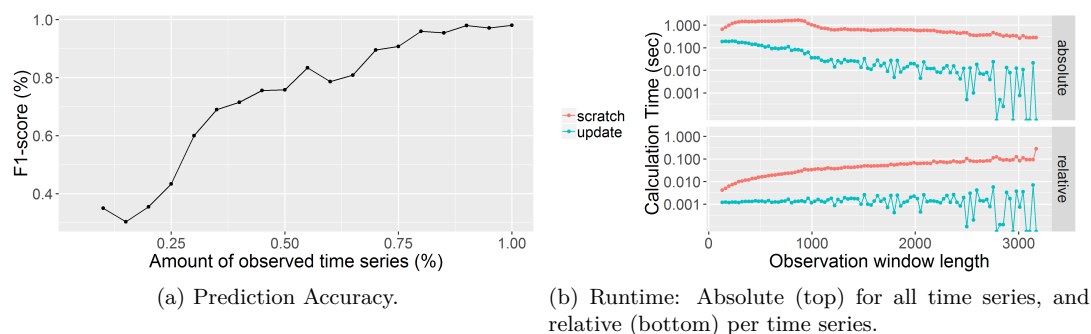 1.0
0.8
0.6
0.4
F1-score (%)
0.25
0.50
0.75
1.00
Amount of observed time series (%)
(a) Prediction Accuracy.
scratch
update
Calculation Time (sec)
1.000
0.100
0.010
0.001
absolute
1.000
0.100
0.010
0.001
relative
0
1000
2000
3000
Observation window length
(b) Runtime: Absolute (top) for all time series, and
relative (bottom) per time series.